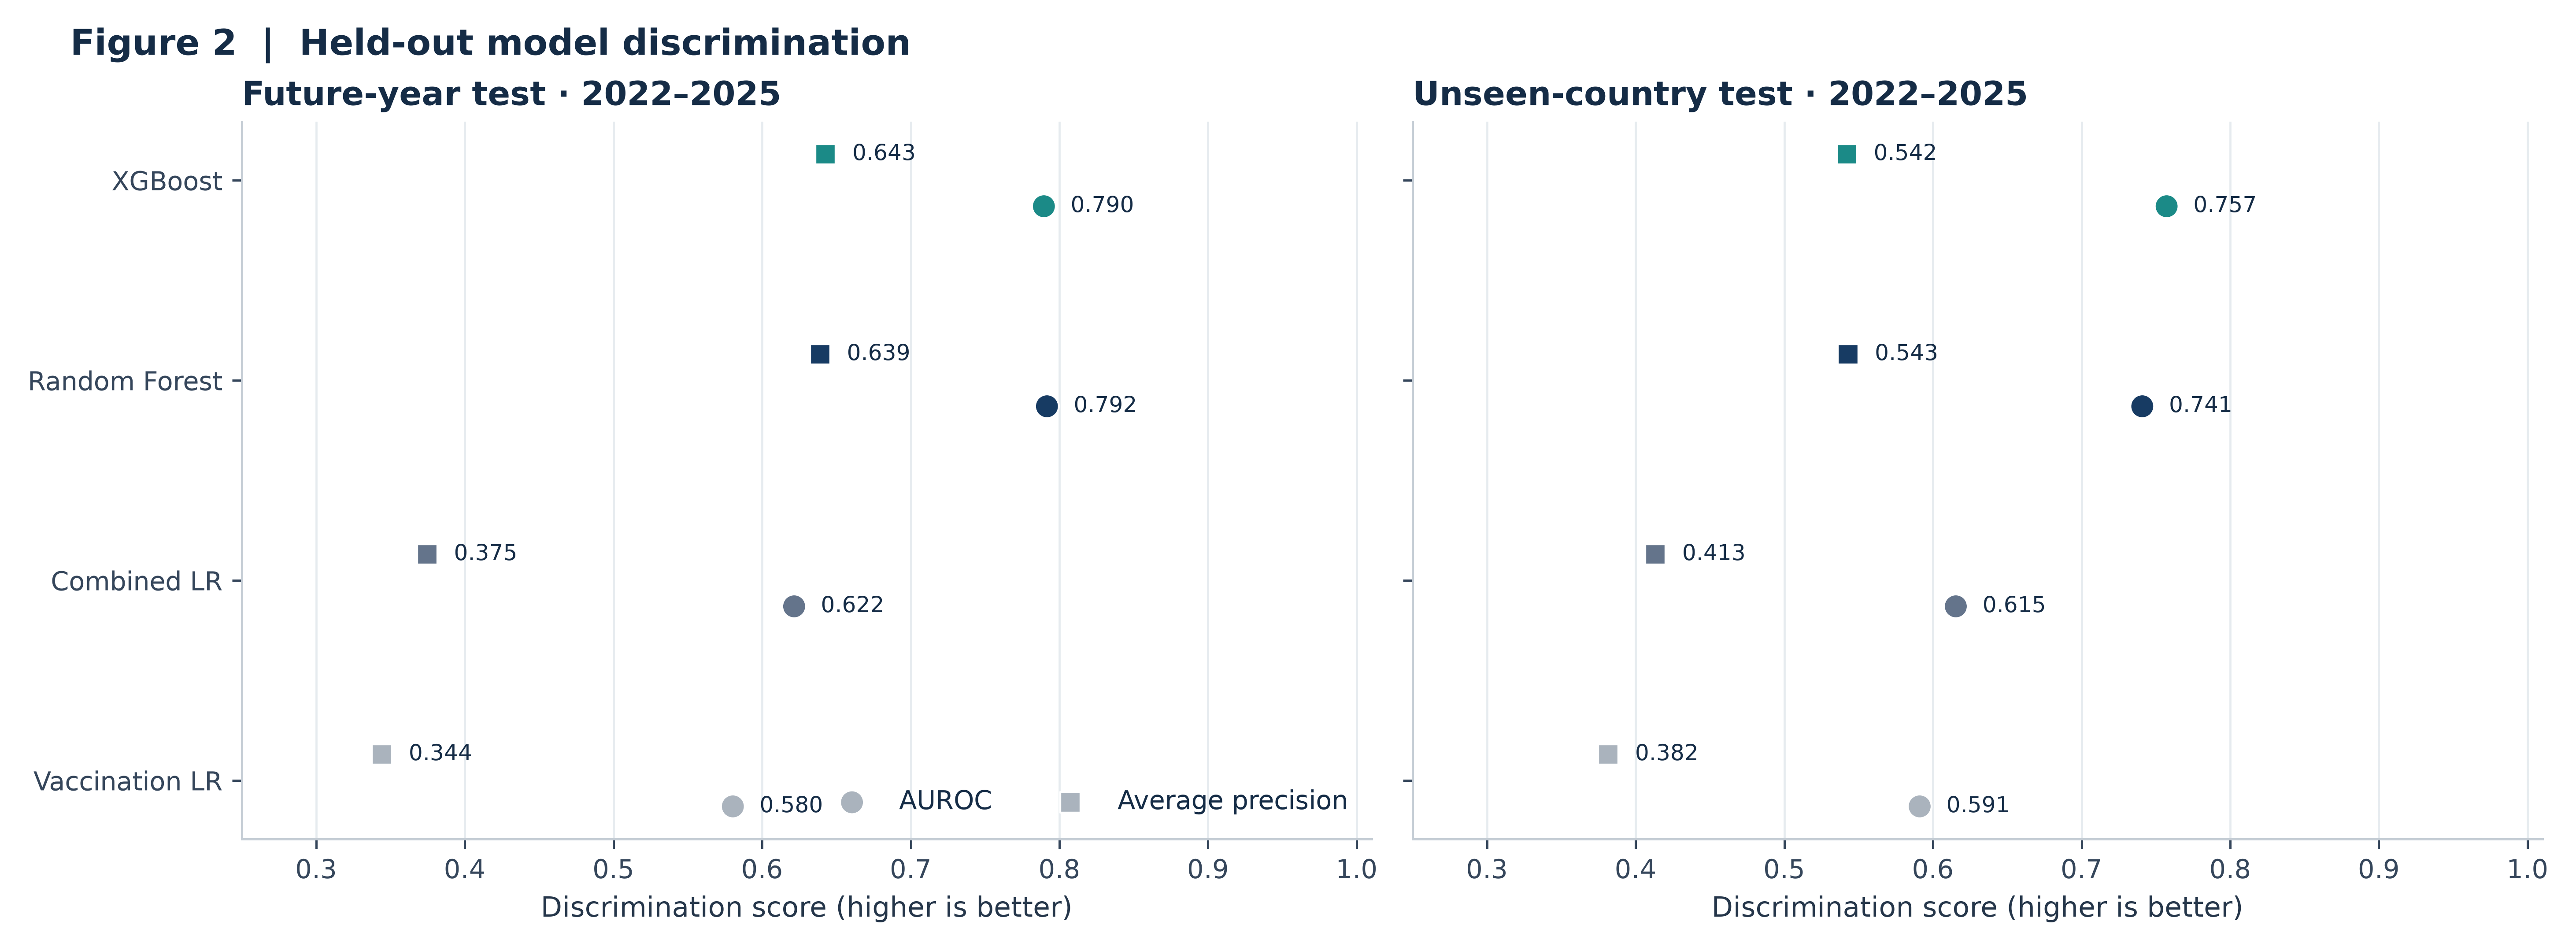 Figure 2 | Held-out model discrimination
Future-year test · 2022–2025
XGBoost
0.643
0.790
Random Forest
0.639
0.792
Combined LR
0.375
0.622
Vaccination LR
0.344
0.580
AUROC
Average precision
0.3 0.4 0.5 0.6 0.7 0.8 0.9 1.0
Discrimination score (higher is better)
Unseen-country test · 2022–2025
0.542
0.757
0.543
0.741
0.413
0.615
0.382
0.591
0.3 0.4 0.5 0.6 0.7 0.8 0.9 1.0
Discrimination score (higher is better)